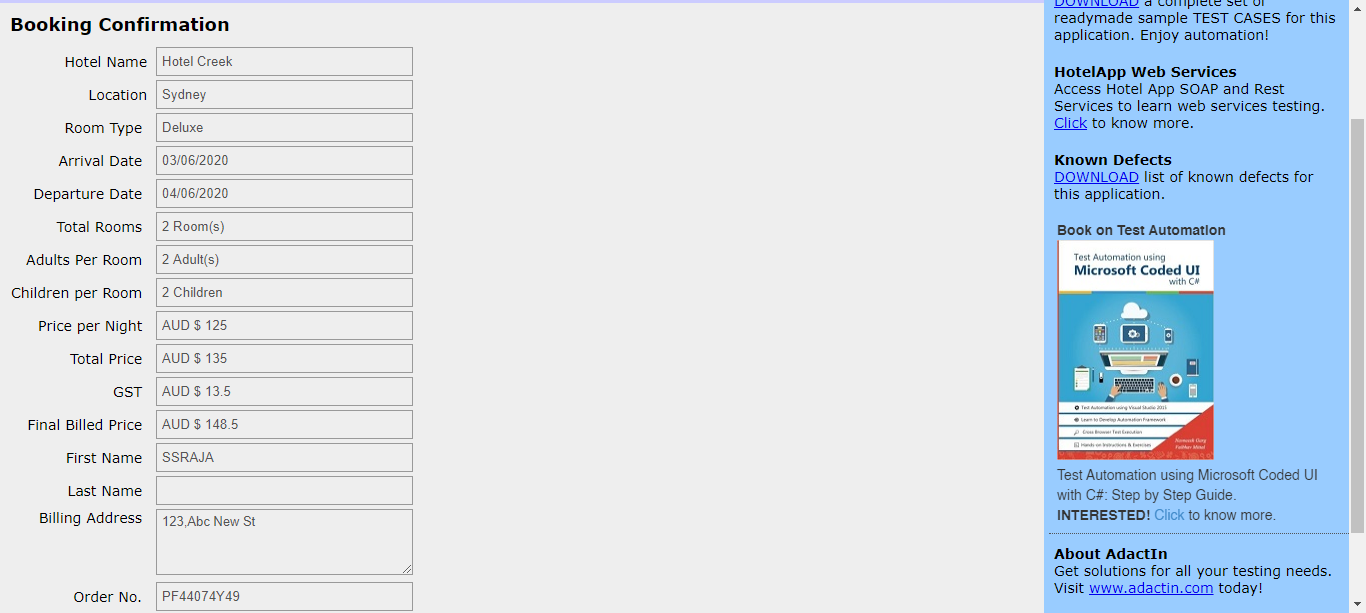 Booking Confirmation
Hotel Name Hotel Creek
Location Sydney
Room Type Deluxe
Arrival Date 03/06/2020
Departure Date 04/06/2020
Total Rooms 2 Room(s)
Adults Per Room 2 Adult(s)
Children per Room 2 Children
Price per Night AUD $ 125
Total Price AUD $ 135
GST AUD $ 13.5
Final Billed Price AUD $ 148.5
First Name SSRAJA
Last Name
Billing Address 123,Abc New St
Order No. PF44074Y49
DOWNLOAD a complete set of
readymade sample TEST CASES for this
application. Enjoy automation!
HotelApp Web Services
Access Hotel App SOAP and Rest
Services to learn web services testing.
Click to know more.
Known Defects
DOWNLOAD list of known defects for
this application.
Book on Test Automation
Test Automation using
Microsoft Coded UI
with C#
Test Automation using Visual Studio 2015
Learn to Develop Automation Framework
Cross Browser Test Execution
Hands-on Instructions & Exercises
Test Automation using Microsoft Coded UI
with C#: Step by Step Guide.
INTERESTED! Click to know more.
About AdactIn
Get solutions for all your testing needs.
Visit www.adactin.com today!